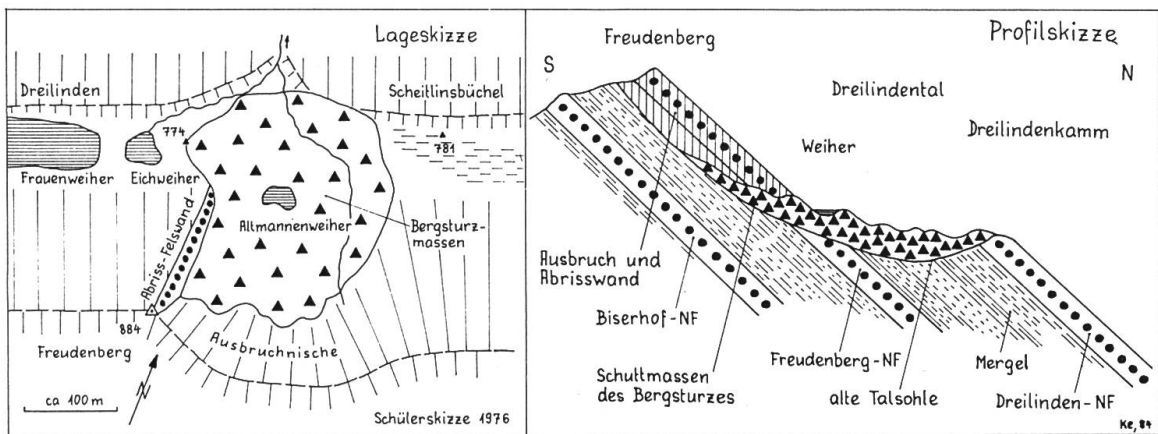 Lageskizze
Dreilinden
Scheitlinsbüchel
774
781
Frauenweiher
Eichweiher
Altmannenweiher
Bergsturz-
massen
Abriss-Felswand
884
Freudenberg
Ausbruchnische
N
ca 100 m
Schülerskizze 1976
Profilskizze
Freudenberg
S
N
Dreilindental
Dreilindenkamm
Weiher
Ausbruch und
Abrisswand
Biserhof-NF
Schuttmassen
des Bergsturzes
Freudenberg-NF
alte Talsohle
Mergel
Dreilinden-NF
Ke, 84